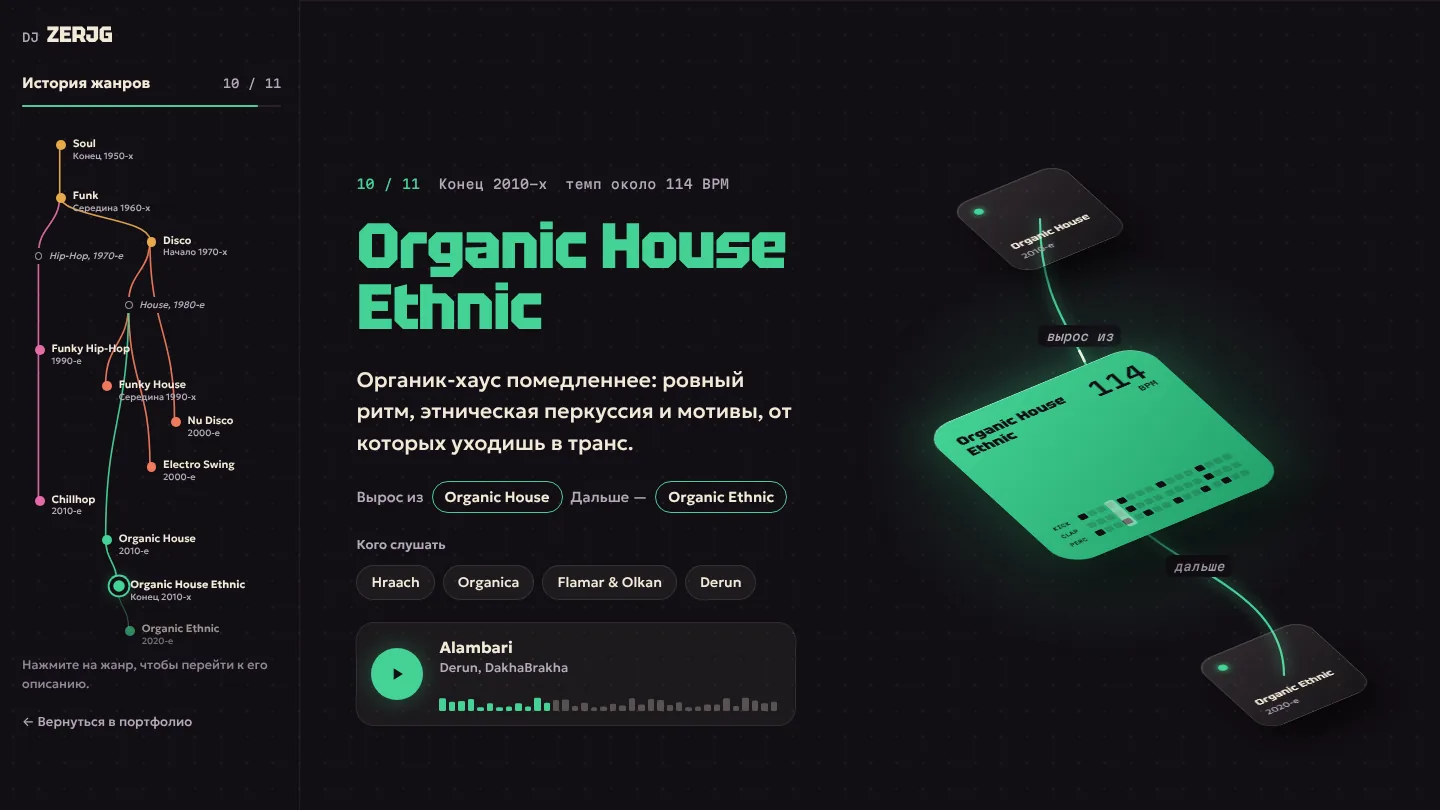 DJ ZERJG
История жанров 10 / 11
Soul
Конец 1950-х
Funk
Середина 1960-х
Disco
Начало 1970-х
Hip-Hop, 1970-е
House, 1980-е
Funky Hip-Hop
1990-е
Funky House
Середина 1990-х
Nu Disco
2000-е
Electro Swing
2000-е
Chillhop
2010-е
Organic House
2010-е
Organic House Ethnic
Конец 2010-х
Organic Ethnic
2020-е
Нажмите на жанр, чтобы перейти к его
описанию.
← Вернуться в портфолио
10 / 11 Конец 2010-х темп около 114 BPM
Organic House
Ethnic
Органик-хаус помедленнее: ровный
ритм, этническая перкуссия и мотивы, от
которых уходишь в транс.
Вырос из Organic House Дальше — Organic Ethnic
Кого слушать
Hraach Organica Flamar & Olkan Derun
Alambari
Derun, DakhaBrakha
Organic House
2010-е
вырос из
114
BPM
Organic House
Ethnic
KICK
CLAP
PERC
дальше
Organic Ethnic
2020-е